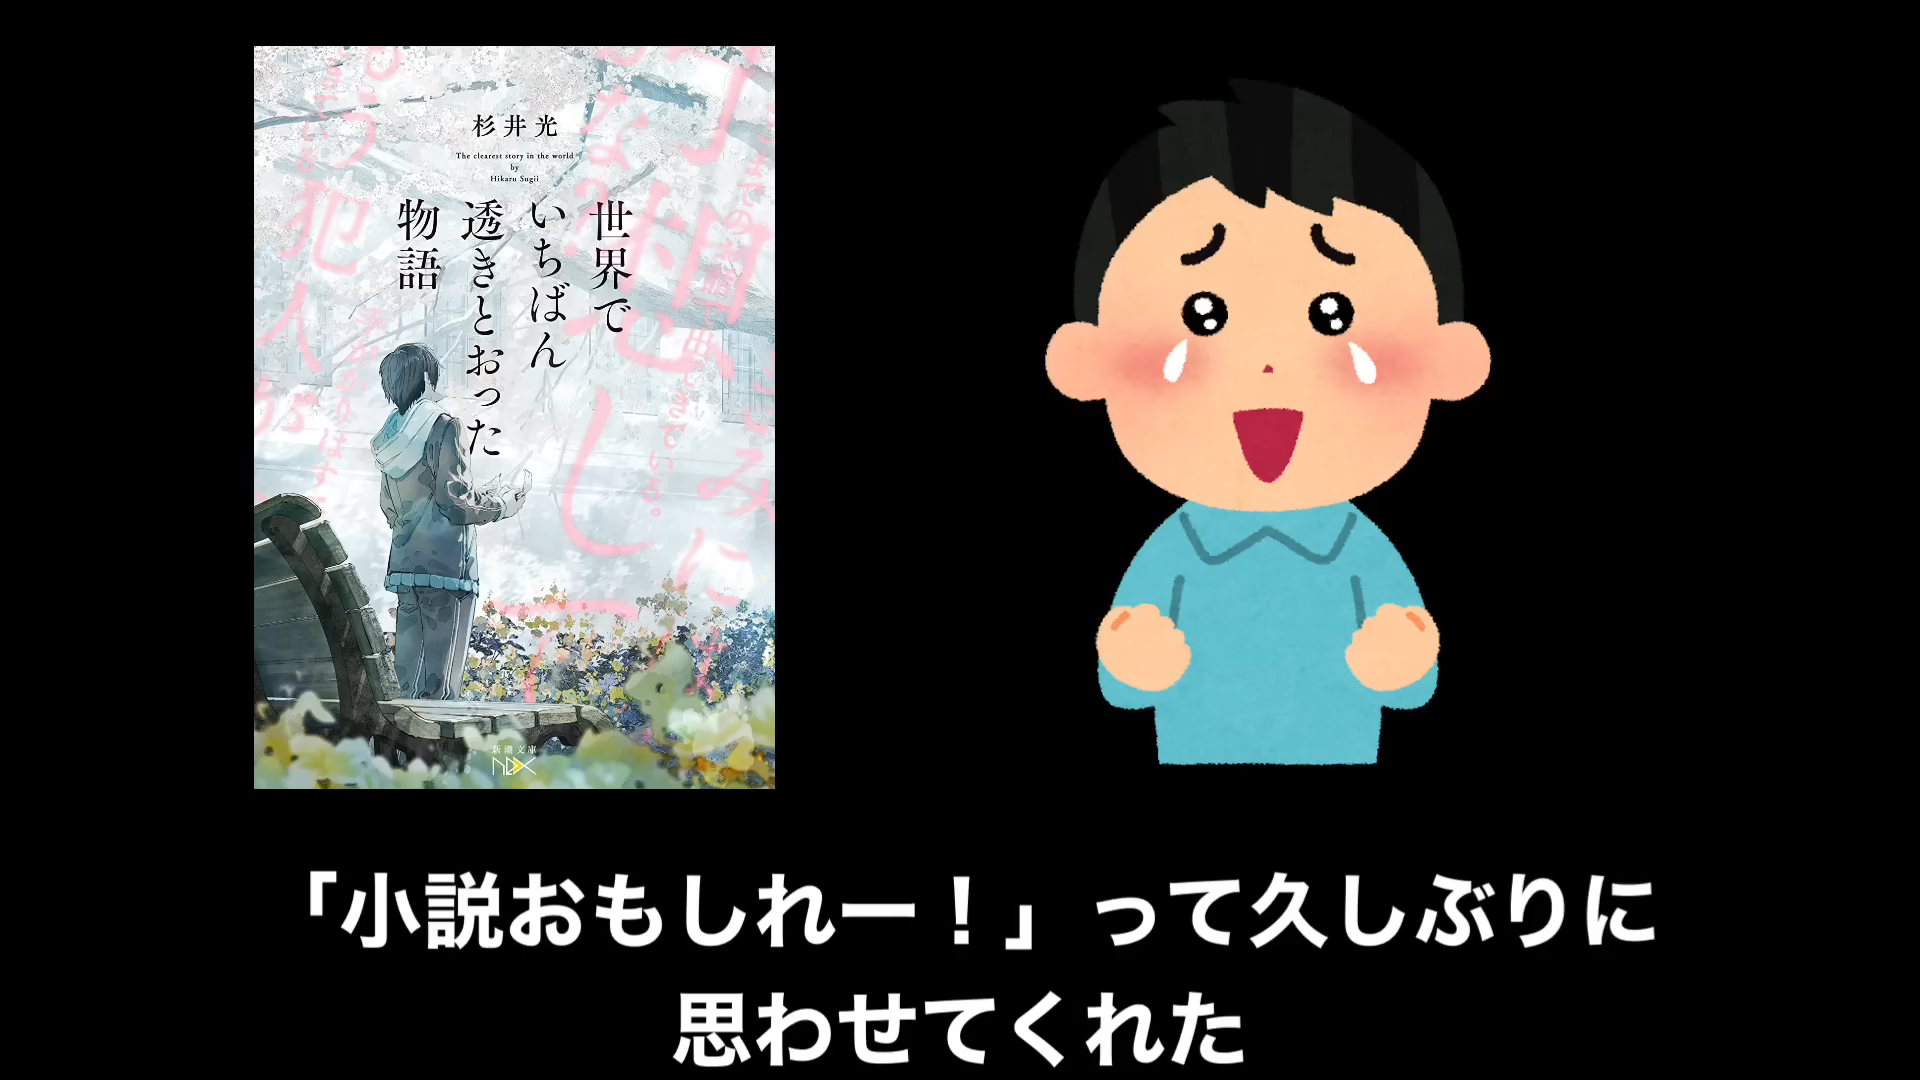 杉井光
The clearest story in the world
by
Hikaru Sugii
世界で
いちばん
透きとおった
物語
新潮文庫
nex
「小説おもしれー！」って久しぶりに
思わせてくれた